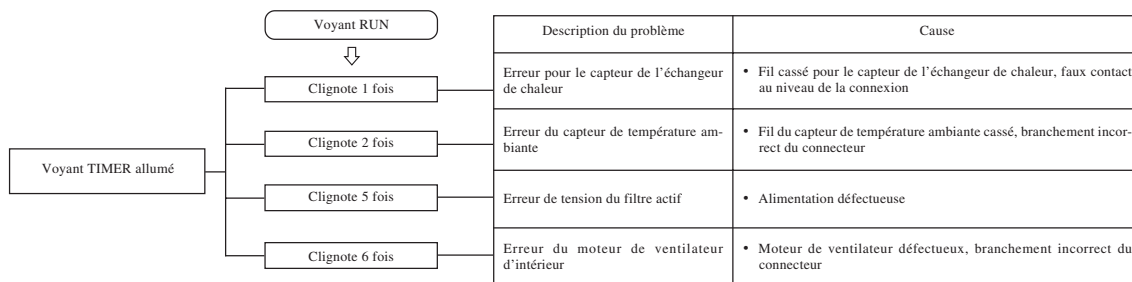 Voyant RUN
Description du problème
Cause
Voyant TIMER allumé
Clignote 1 fois
Erreur pour le capteur de l'échangeur
de chaleur
• Fil cassé pour le capteur de l'échangeur de chaleur, faux contact
au niveau de la connexion
Clignote 2 fois
Erreur du capteur de température am-
biante
• Fil du capteur de température ambiante cassé, branchement incor-
rect du connecteur
Clignote 5 fois
Erreur de tension du filtre actif
• Alimentation défectueuse
Clignote 6 fois
Erreur du moteur de ventilateur
d'intérieur
• Moteur de ventilateur défectueux, branchement incorrect du
connecteur